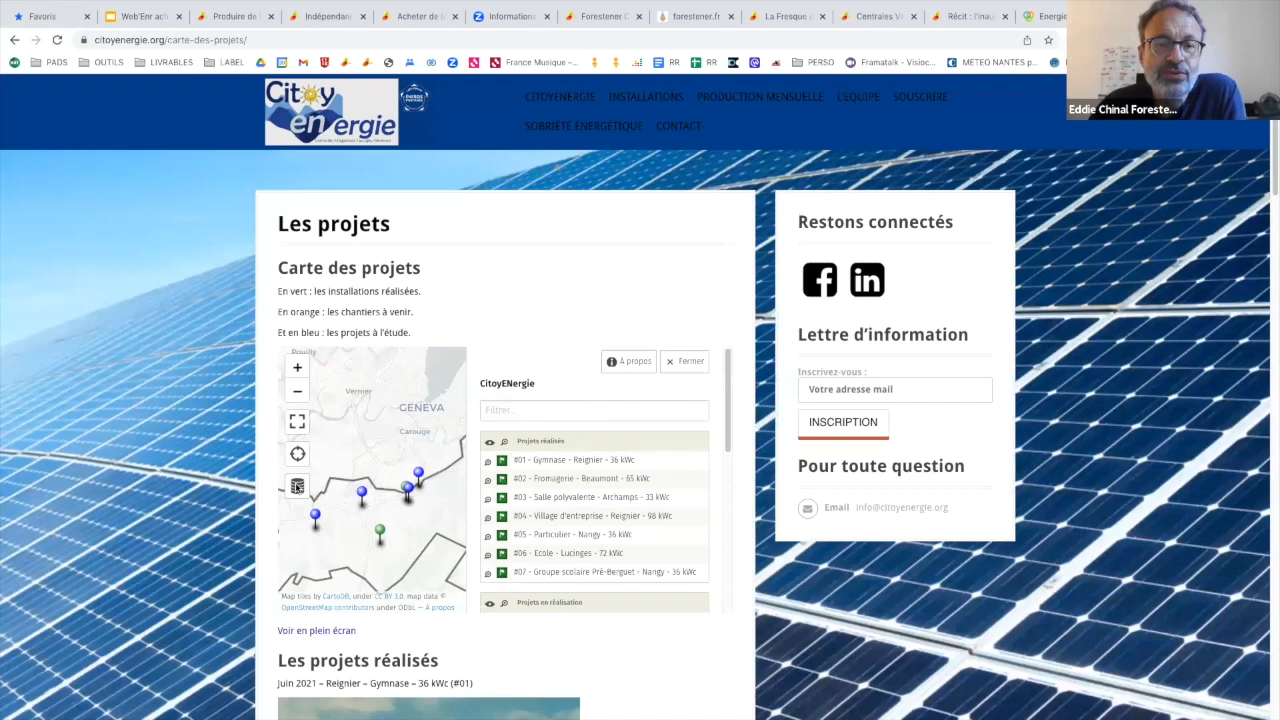 Favoris
Web'Enr ac
Produire de
Indépendan
Acheter de l
Informations
Forestener C
forestener.fr
La Fresque
Centrales V
Récit : l'inau
Energie
citoyenergie.org/carte-des-projets/
PADS
OUTILS
LIVRABLES
LABEL
France Musique –...
RR
RR
PERSO
Framatalk – Visioc...
METEO NANTES p...
Eddie Chinal Foreste...
Citoy
enErgie
CITOYENERGIE
INSTALLATIONS
PRODUCTION MENSUELLE
L'EQUIPE
SOUSCRIRE
SOBRIÉTÉ ÉNERGÉTIQUE
CONTACT
Les projets
Carte des projets
En vert : les installations réalisées.
En orange : les chantiers à venir.
Et en bleu : les projets à l'étude.
Pouilly
Vernier
GENEVA
Carouge
Map tiles by CartoDB, under CC BY 3.0. map data ©
OpenStreetMap contributors under ODbL — À propos
À propos
Fermer
CitoyENergie
Filtrer...
Projets réalisés
#01 - Gymnase - Reignier - 36 kWc
#02 - Fromagerie - Beaumont - 65 kWc
#03 - Salle polyvalente - Archamps - 33 kWc
#04 - Village d'entreprise - Reignier - 98 kWc
#05 - Particulier - Nangy - 36 kWc
#06 - Ecole - Lucinges - 72 kWc
#07 - Groupe scolaire Pré-Berguet - Nangy - 36 kWc
Projets en réalisation
Voir en plein écran
Les projets réalisés
Juin 2021 – Reignier – Gymnase – 36 kWc (#01)
Restons connectés
Lettre d'information
Inscrivez-vous :
Votre adresse mail
INSCRIPTION
Pour toute question
Email info@citoyenergie.org